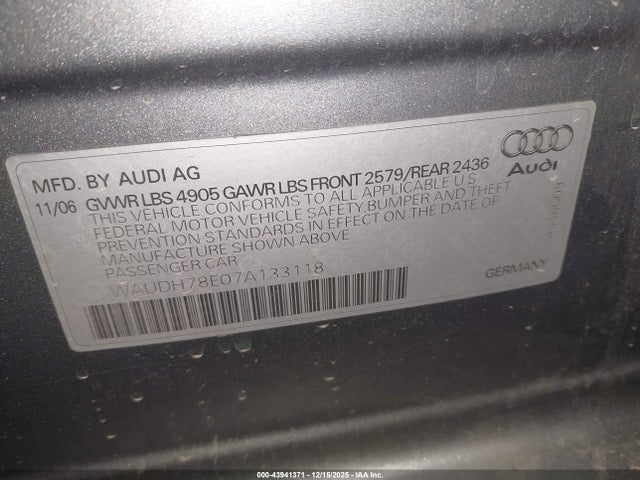 MFD. BY AUDI AG
11/06 GVWR LBS 4905 GAWR LBS FRONT 2579/REAR 2436
THIS VEHICLE CONFORMS TO ALL APPLICABLE U.S.
FEDERAL MOTOR VEHICLE SAFETY, BUMPER AND THEFT
PREVENTION STANDARDS IN EFFECT ON THE DATE OF
MANUFACTURE SHOWN ABOVE
PASSENGER CAR
WAUDH78E07A133118
Audi
GERMANY
000-43941371 | 12/15/2025 | IAA Inc.